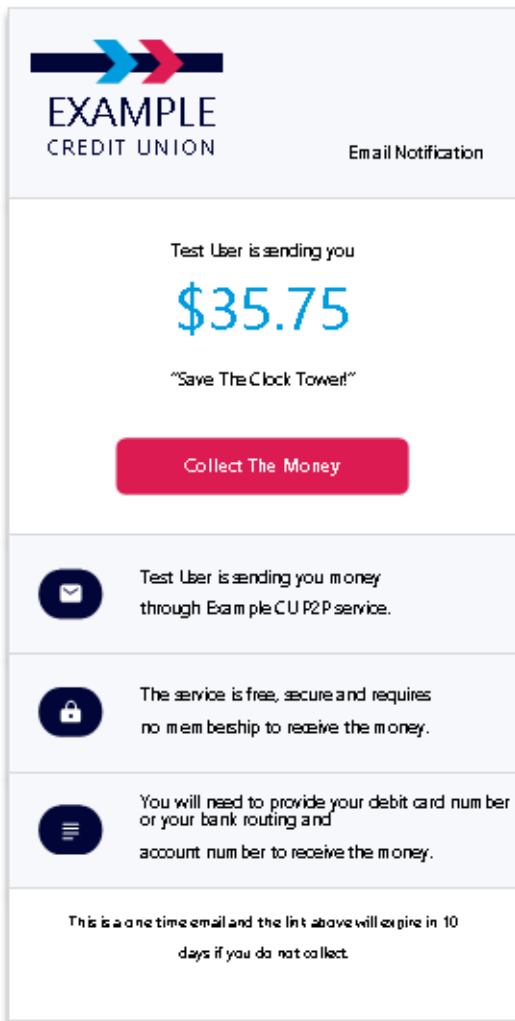 EXAMPLE
CREDIT UNION
Email Notification
Test User is sending you
$35.75
"Save The Clock Tower!"
Collect The Money
Test User is sending you money
through Example CU P2P service.
The service is free, secure and requires
no membership to receive the money.
You will need to provide your debit card number
or your bank routing and
account number to receive the money.
This is a one time email and the link above will expire in 10
days if you do not collect.